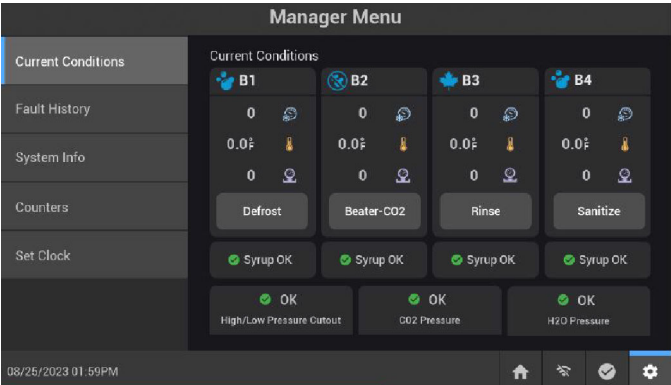 Manager Menu
Current Conditions
Fault History
System Info
Counters
Set Clock
Current Conditions
B1 B2 B3 B4
0 0 0 0
0.0°F 0.0°F 0.0°F 0.0°F
0 0 0 0
Defrost Beater-CO2 Rinse Sanitize
Syrup OK Syrup OK Syrup OK Syrup OK
OK OK OK
High/Low Pressure Cutout CO2 Pressure H2O Pressure
08/25/2023 01:59PM